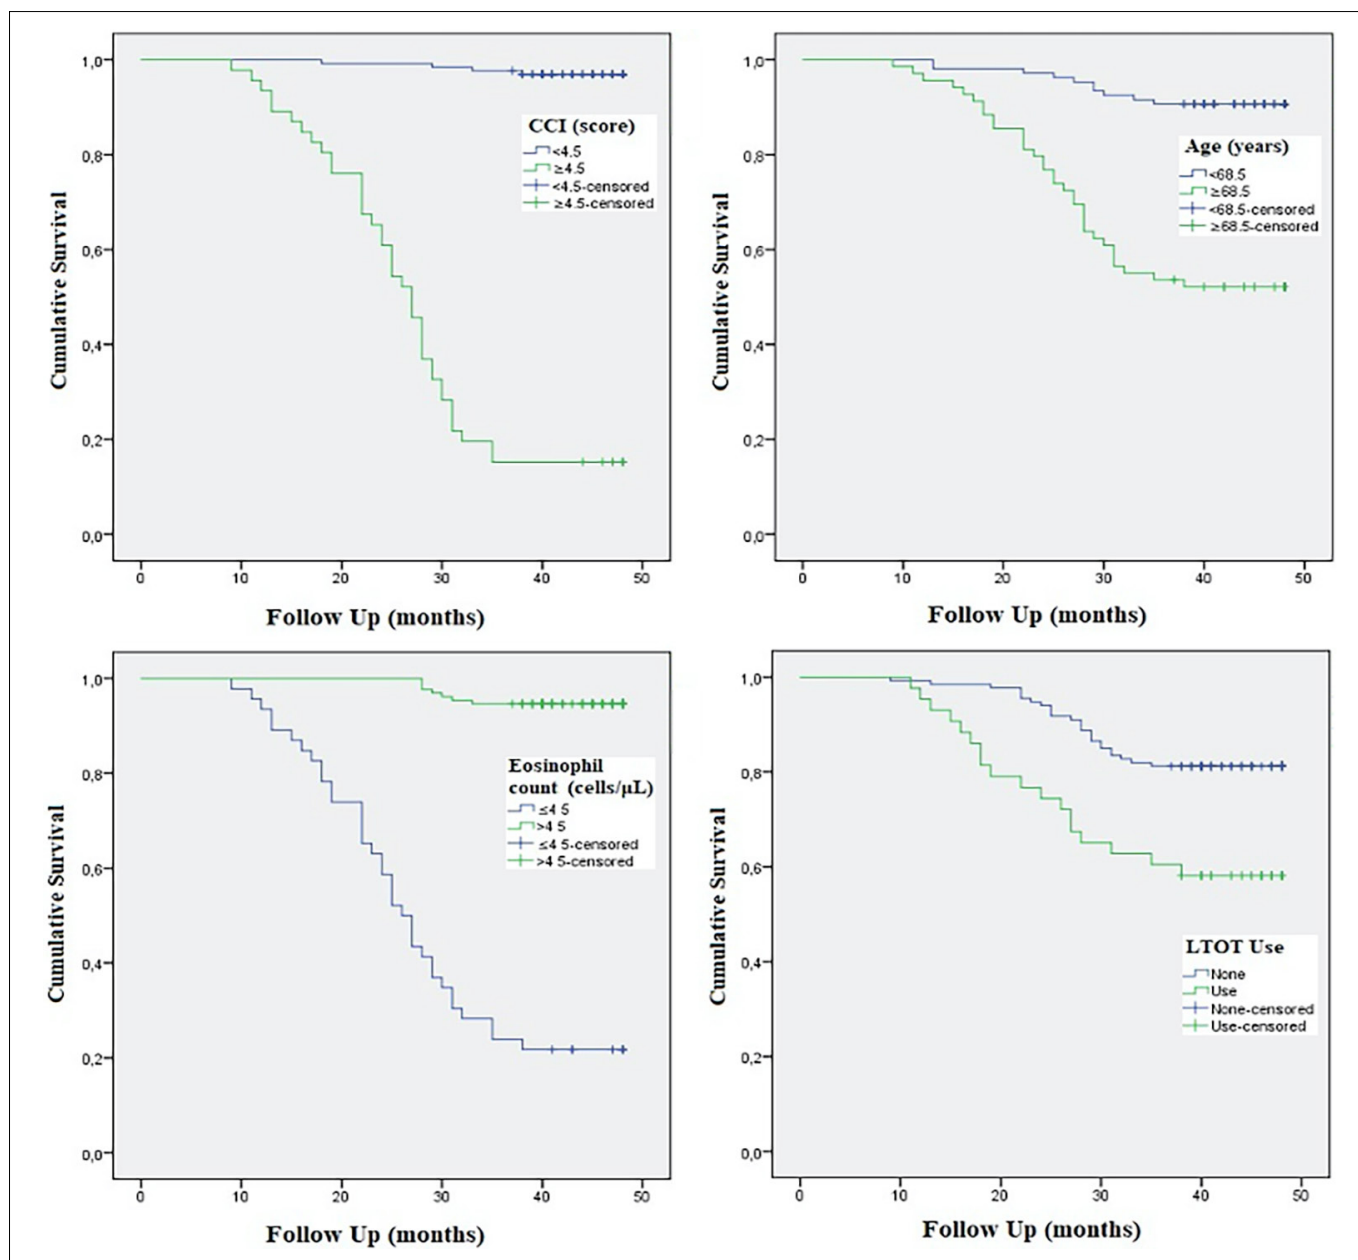 1,0
0,8
0,6
0,4
0,2
0,0
Cumulative Survival
CCI (score)
<4.5
≥4.5
<4.5-censored
≥4.5-censored
0 10 20 30 40 50
Follow Up (months)
1,0
0,8
0,6
0,4
0,2
0,0
Cumulative Survival
Age (years)
<68.5
≥68.5
<68.5-censored
≥68.5-censored
0 10 20 30 40 50
Follow Up (months)
1,0
0,8
0,6
0,4
0,2
0,0
Cumulative Survival
Eosinophil
count (cells/µL)
≤4 5
>4 5
≤4 5-censored
>4 5-censored
0 10 20 30 40 50
Follow Up (months)
1,0
0,8
0,6
0,4
0,2
0,0
Cumulative Survival
LTOT Use
None
Use
None-censored
Use-censored
0 10 20 30 40 50
Follow Up (months)